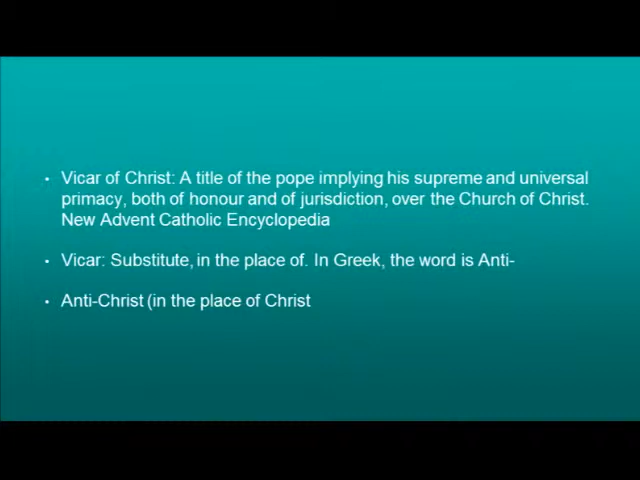 • Vicar of Christ: A title of the pope implying his supreme and universal
primacy, both of honour and of jurisdiction, over the Church of Christ.
New Advent Catholic Encyclopedia
• Vicar: Substitute, in the place of. In Greek, the word is Anti-
• Anti-Christ (in the place of Christ